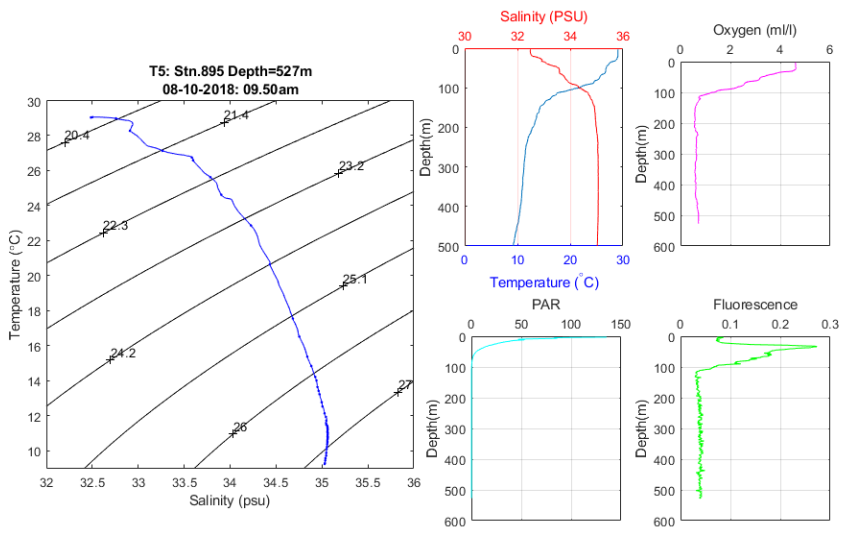 T5: Stn.895 Depth=527m
08-10-2018: 09.50am
30
28
26
24
22
20
18
16
14
12
10
Temperature (°C)
20.4
21.4
22.3
23.2
24.2
25.1
26
27
32 32.5 33 33.5 34 34.5 35 35.5 36
Salinity (psu)
Salinity (PSU)
30 32 34 36
0
100
200
300
400
500
Depth(m)
0 10 20 30
Temperature (°C)
Oxygen (ml/l)
0 2 4 6
0
100
200
300
400
500
600
Depth(m)
PAR
0 50 100 150
0
100
200
300
400
500
600
Depth(m)
Fluorescence
0 0.1 0.2 0.3
0
100
200
300
400
500
600
Depth(m)